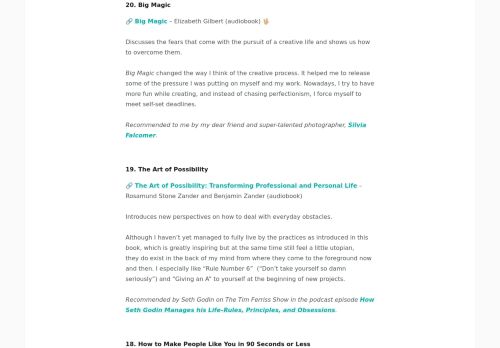 20. Big Magic
Big Magic – Elizabeth Gilbert (audiobook)
Discusses the fears that come with the pursuit of a creative life and shows us how
to overcome them.
Big Magic changed the way I think of the creative process. It helped me to release
some of the pressure I was putting on myself and my work. Nowadays, I try to have
more fun while creating, and instead of chasing perfectionism, I force myself to
meet self-set deadlines.
Recommended to me by my dear friend and super-talented photographer, Silvia
Falcomer.
19. The Art of Possibility
The Art of Possibility: Transforming Professional and Personal Life –
Rosamund Stone Zander and Benjamin Zander (audiobook)
Introduces new perspectives on how to deal with everyday obstacles.
Although I haven't yet managed to fully live by the practices as introduced in this
book, which is greatly inspiring but at the same time still feel a little utopian,
they do exist in the back of my mind from where they come to the foreground now
and then. I especially like “Rule Number 6” (“Don't take yourself so damn
seriously”) and “Giving an A” to yourself at the beginning of new projects.
Recommended by Seth Godin on The Tim Ferriss Show in the podcast episode How
Seth Godin Manages his Life–Rules, Principles, and Obsessions.
18. How to Make People Like You in 90 Seconds or Less